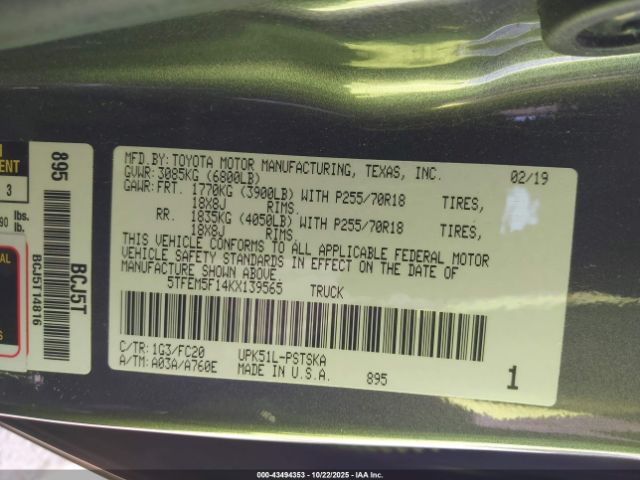 MFD.BY: TOYOTA MOTOR MANUFACTURING, TEXAS, INC. 02/19
GVWR: 3085KG (6800LB)
GAWR: FRT. 1770KG (3900LB) WITH P255/70R18 TIRES,
18X8J RIMS.
RR. 1835KG (4050LB) WITH P255/70R18 TIRES,
18X8J RIMS.
THIS VEHICLE CONFORMS TO ALL APPLICABLE FEDERAL MOTOR
VEHICLE SAFETY STANDARDS IN EFFECT ON THE DATE OF
MANUFACTURE SHOWN ABOVE.
5TFEM5F14KX139565 TRUCK
C/TR: 1G3/FC20 UPK51L-PSTSKA
A/TM: A03A/A760E MADE IN U.S.A. 895 1
895
BCJ5T
BCJ5T14816
3
lbs.
lb.
000-43494353 | 10/22/2025 | IAA